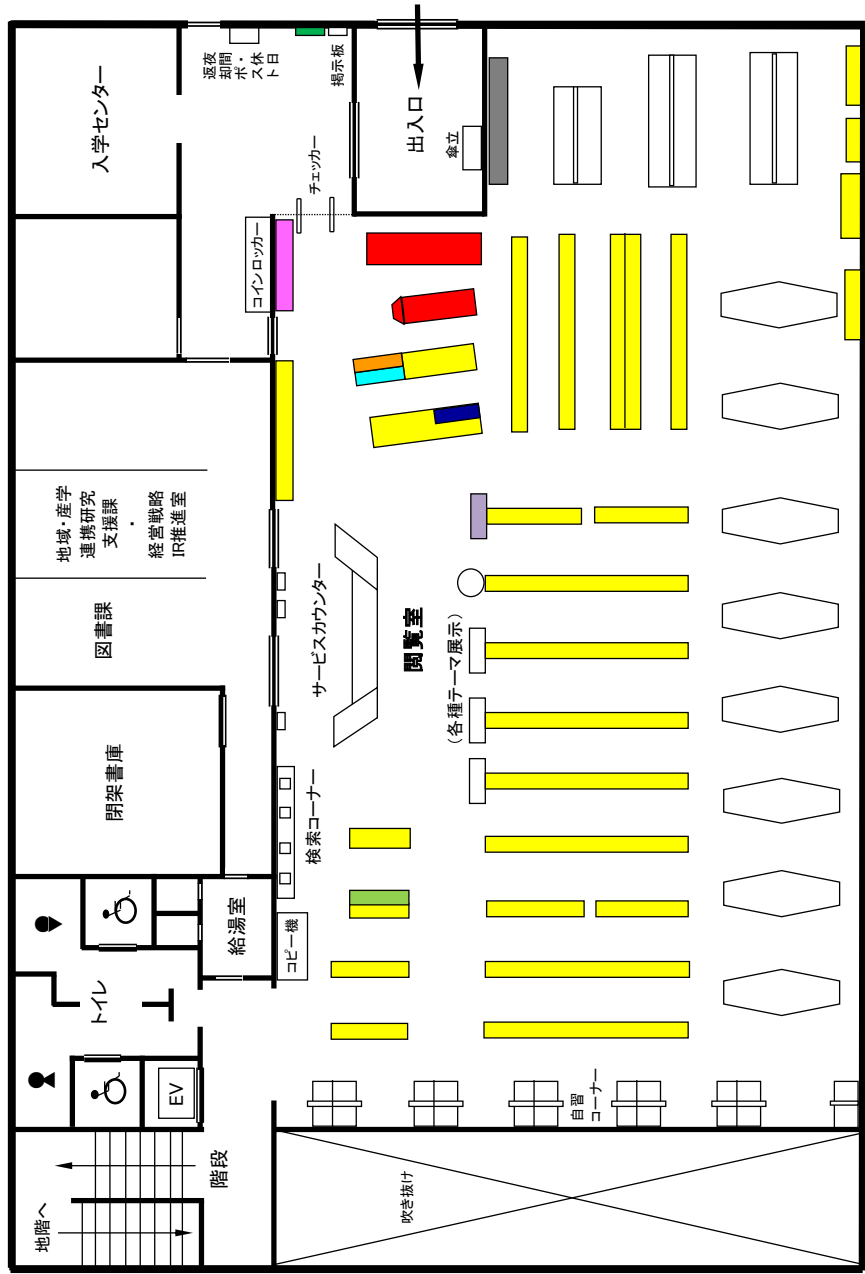 入学センター
返却ポスト
夜間・休日
掲示板
チェッカー
出入口
傘立
コインロッカー
地域・産学
連携研究
支援課
・
経営戦略
IR推進室
図書課
閉架書庫
サービスカウンター
閲覧室
(各種テーマ展示)
検索コーナー
コピー機
給湯室
トイレ
EV
階段
地階へ
自習
コーナー
吹き抜け